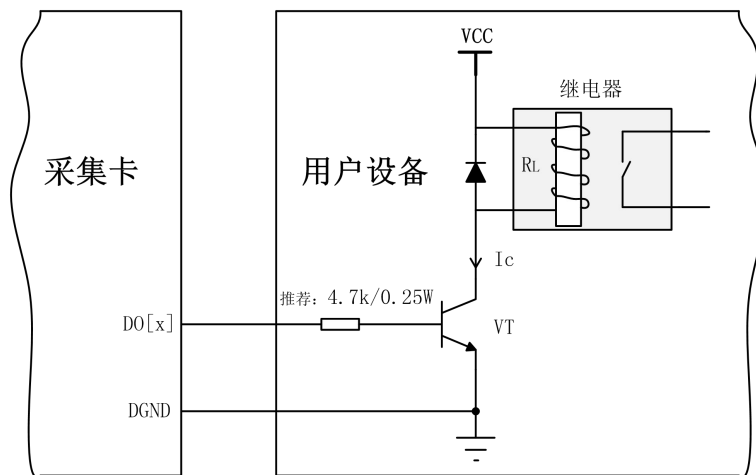 VCC
继电器
采集卡
用户设备
RL
Ic
推荐：4.7k/0.25W
DO[x]
VT
DGND